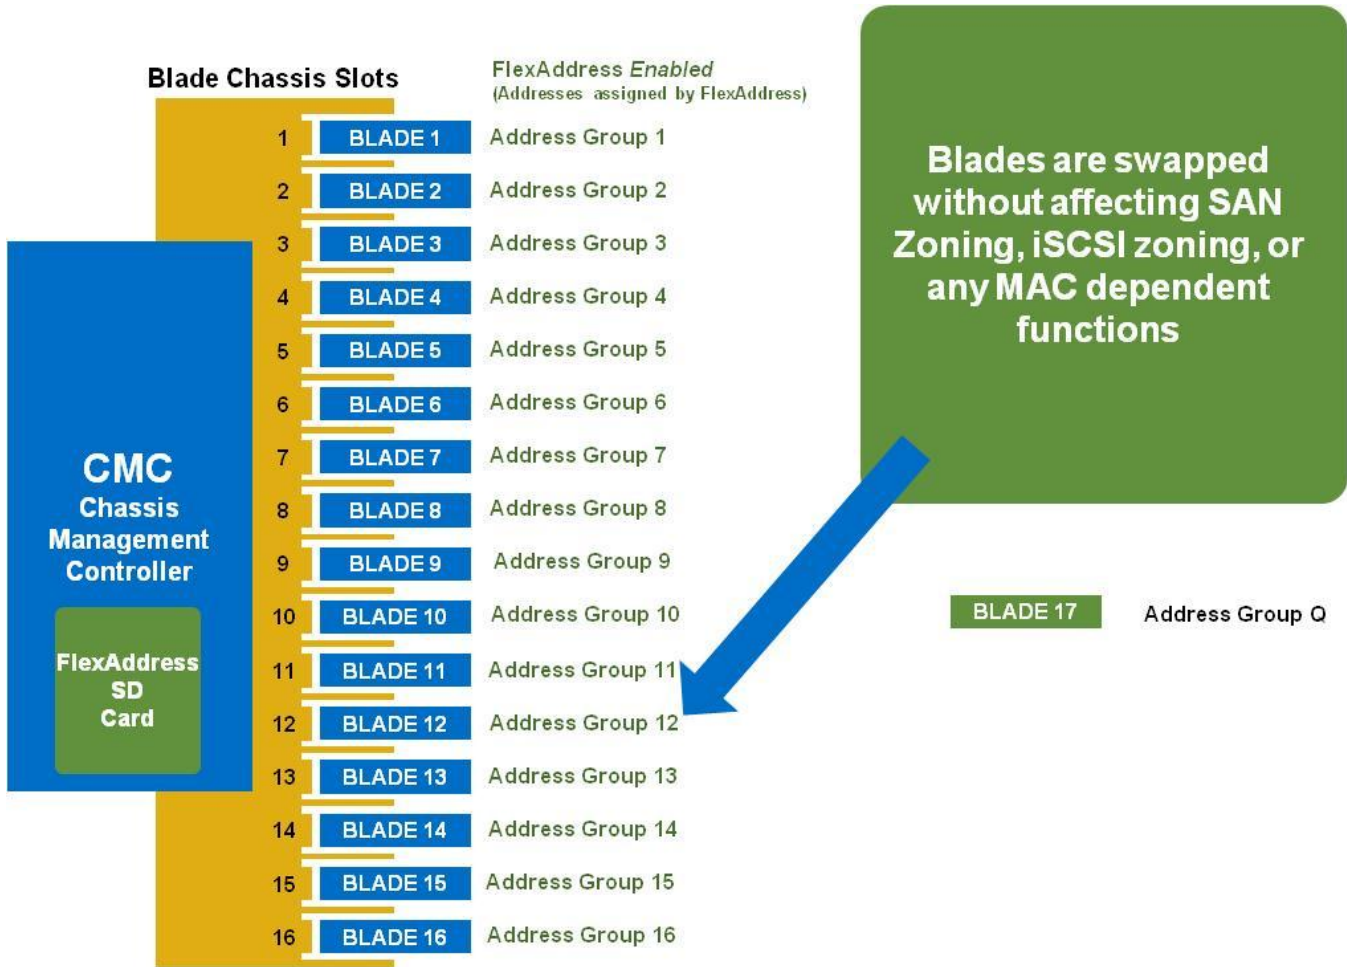 Blade Chassis Slots
FlexAddress Enabled
(Addresses assigned by FlexAddress)
1 BLADE 1 Address Group 1
2 BLADE 2 Address Group 2
3 BLADE 3 Address Group 3
4 BLADE 4 Address Group 4
5 BLADE 5 Address Group 5
6 BLADE 6 Address Group 6
7 BLADE 7 Address Group 7
8 BLADE 8 Address Group 8
9 BLADE 9 Address Group 9
10 BLADE 10 Address Group 10
11 BLADE 11 Address Group 11
12 BLADE 12 Address Group 12
13 BLADE 13 Address Group 13
14 BLADE 14 Address Group 14
15 BLADE 15 Address Group 15
16 BLADE 16 Address Group 16
CMC
Chassis
Management
Controller
FlexAddress
SD
Card
Blades are swapped
without affecting SAN
Zoning, iSCSI zoning, or
any MAC dependent
functions
BLADE 17 Address Group Q